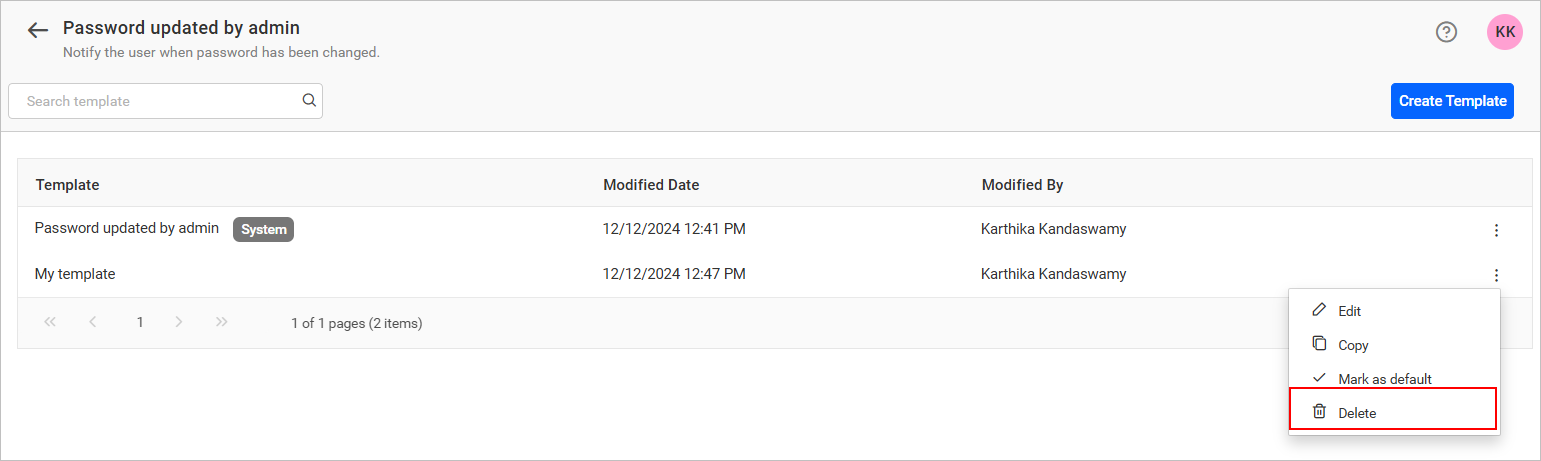 Password updated by admin
Notify the user when password has been changed.
KK
Search template
Create Template
Template Modified Date Modified By
Password updated by admin System 12/12/2024 12:41 PM Karthika Kandaswamy
My template 12/12/2024 12:47 PM Karthika Kandaswamy
1 1 of 1 pages (2 items)
Edit
Copy
Mark as default
Delete